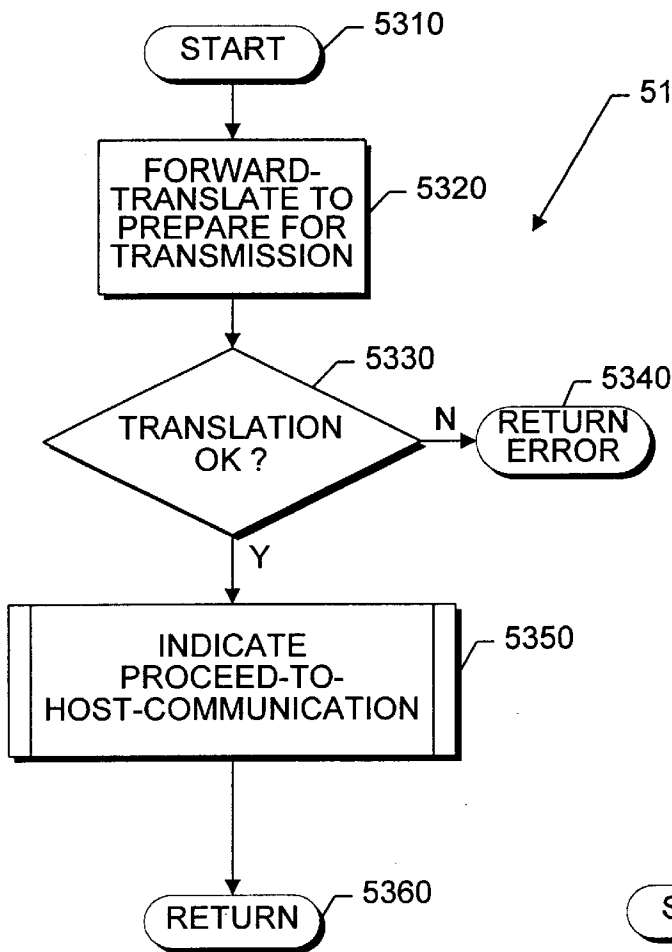 START
5310
51
FORWARD-
TRANSLATE TO
PREPARE FOR
TRANSMISSION
5320
5330
TRANSLATION
OK ?
N
5340
RETURN
ERROR
Y
INDICATE
PROCEED-TO-
HOST-COMMUNICATION
5350
RETURN
5360
S